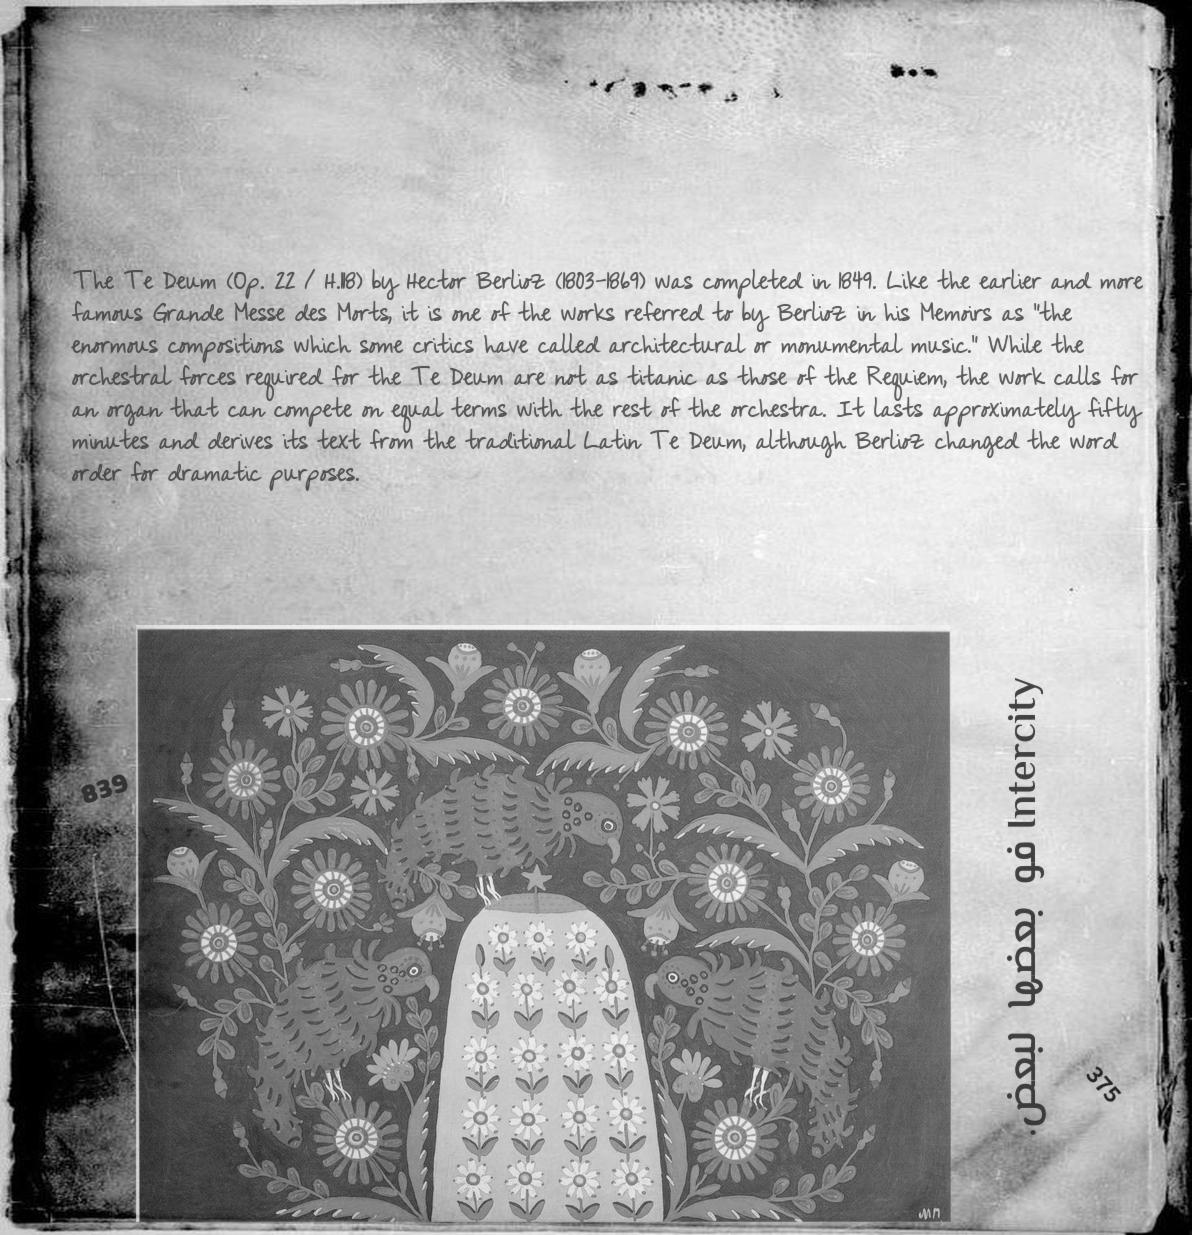 The Te Deum (Op. 22 / H.118) by Hector Berlioz (1803–1869) was completed in 1849. Like the earlier and more
famous Grande Messe des Morts, it is one of the works referred to by Berlioz in his Memoirs as "the
enormous compositions which some critics have called architectural or monumental music." While the
orchestral forces required for the Te Deum are not as titanic as those of the Requiem, the work calls for
an organ that can compete on equal terms with the rest of the orchestra. It lasts approximately fifty
minutes and derives its text from the traditional Latin Te Deum, although Berlioz changed the word
order for dramatic purposes.
839
Intercity فو بعضها لبعض.
375
МП